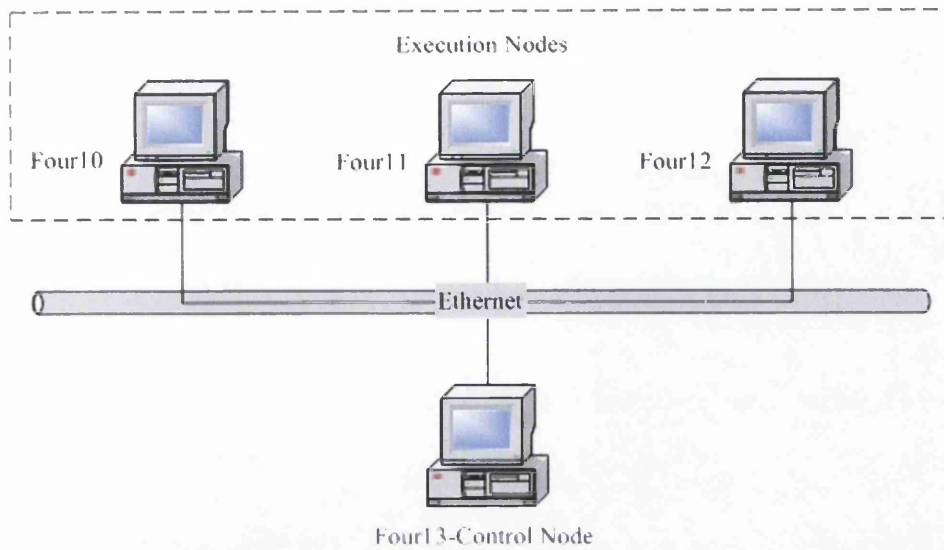 Execution Nodes
Four10
Four11
Four12
Ethernet
Four13-Control Node